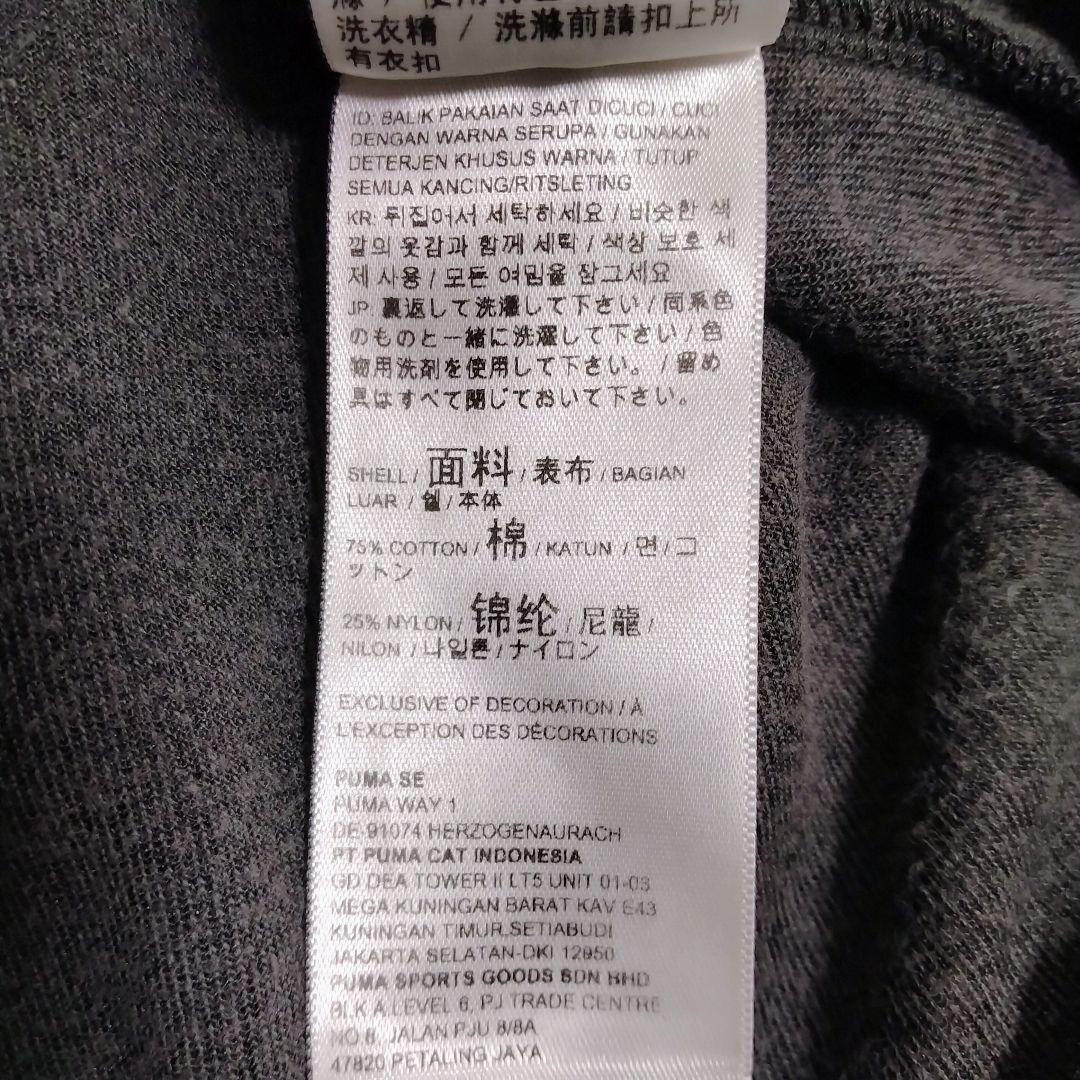 洗衣精 / 洗滌前請扣上所
有衣扣
ID: BALIK PAKAIAN SAAT DICUCI / CUCI
DENGAN WARNA SERUPA / GUNAKAN
DETERJEN KHUSUS WARNA / TUTUP
SEMUA KANCING/RITSLETING
KR: 뒤집어서 세탁하세요 / 비슷한 색
깔의 옷감과 함께 세탁 / 색상 보호 세
제 사용 / 모든 여밈을 잠그세요
JP: 裏返して洗濯して下さい / 同系色
のものと一緒に洗濯して下さい / 色
物用洗剤を使用して下さい。 / 留め
具はすべて閉じておいて下さい。
SHELL / 面料 / 表布 / BAGIAN
LUAR / 쉘 / 本体
75% COTTON / 棉 / KATUN / 면 / コ
ットン
25% NYLON / 锦纶 / 尼龍 /
NILON / 나일론 / ナイロン
EXCLUSIVE OF DECORATION / À
L'EXCEPTION DES DÉCORATIONS
PUMA SE
PUMA WAY 1
DE-91074 HERZOGENAURACH
PT PUMA CAT INDONESIA
GD DEA TOWER II LT5 UNIT 01-03
MEGA KUNINGAN BARAT KAV E43
KUNINGAN TIMUR,SETIABUDI
JAKARTA SELATAN-DKI 12950
PUMA SPORTS GOODS SDN BHD
BLK A LEVEL 6, PJ TRADE CENTRE
NO 8, JALAN PJU 8/8A
47820 PETALING JAYA